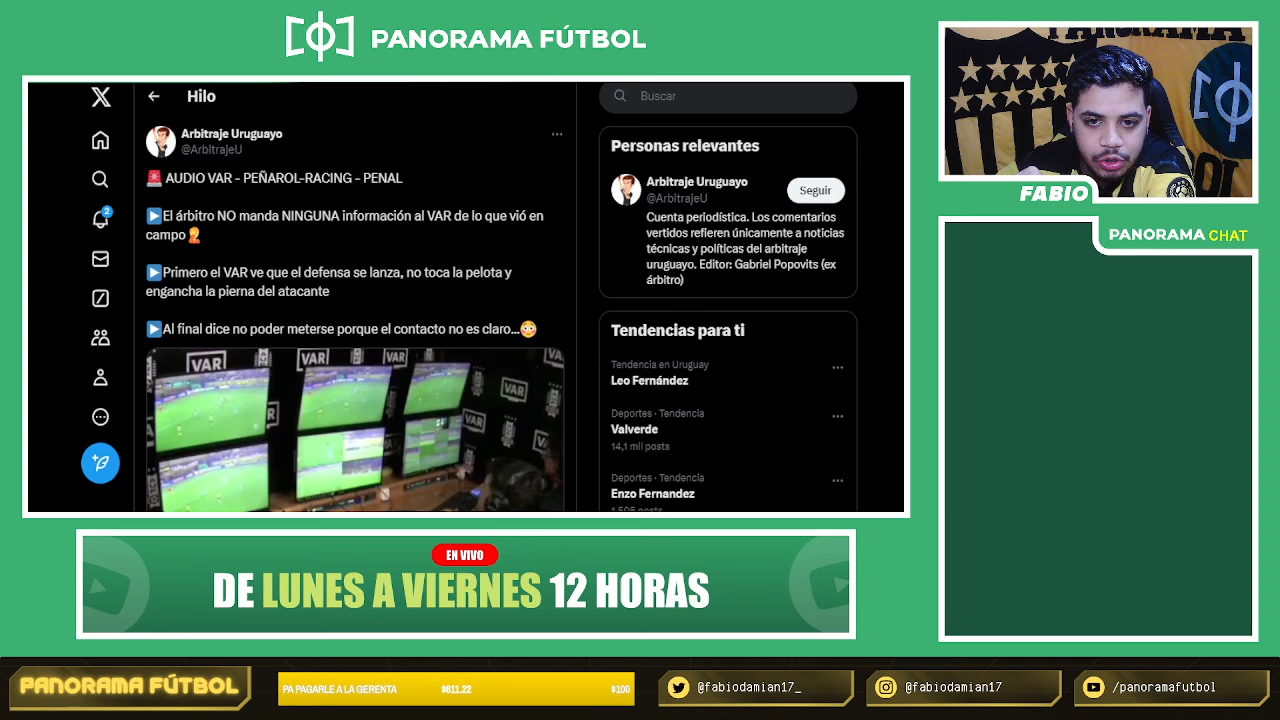 PANORAMA FÚTBOL
Hilo
Arbitraje Uruguayo
@ArbitrajeU
AUDIO VAR - PEÑAROL-RACING - PENAL
El árbitro NO manda NINGUNA información al VAR de lo que vió en
campo
Primero el VAR ve que el defensa se lanza, no toca la pelota y
engancha la pierna del atacante
Al final dice no poder meterse porque el contacto no es claro...
VAR
VAR
VAR
VAR
VAR
2
Buscar
Personas relevantes
Arbitraje Uruguayo
@ArbitrajeU
Seguir
Cuenta periodística. Los comentarios
vertidos refieren únicamente a noticias
técnicas y políticas del arbitraje
uruguayo. Editor: Gabriel Popovits (ex
árbitro)
Tendencias para ti
Tendencia en Uruguay
Leo Fernández
Deportes · Tendencia
Valverde
14,1 mil posts
Deportes · Tendencia
Enzo Fernandez
FABIO
PANORAMA CHAT
EN VIVO
DE LUNES A VIERNES 12 HORAS
PANORAMA FÚTBOL
PA PAGARLE A LA GERENTA $611.22 $100
@fabiodamian17_
@fabiodamian17
/panoramafutbol